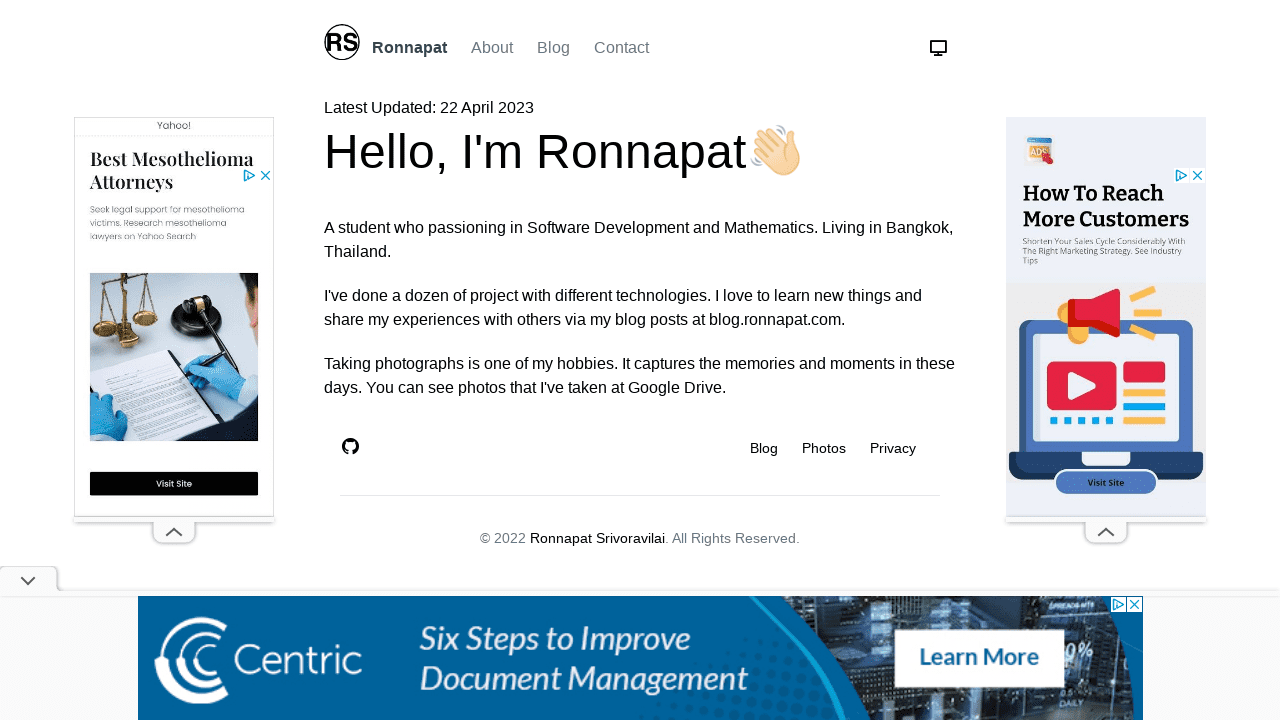 RS Ronnapat About Blog Contact
Latest Updated: 22 April 2023
Hello, I'm Ronnapat👋
A student who passioning in Software Development and Mathematics. Living in Bangkok,
Thailand.
I've done a dozen of project with different technologies. I love to learn new things and
share my experiences with others via my blog posts at blog.ronnapat.com.
Taking photographs is one of my hobbies. It captures the memories and moments in these
days. You can see photos that I've taken at Google Drive.
Blog Photos Privacy
© 2022 Ronnapat Srivoravilai. All Rights Reserved.
Yahoo!
Best Mesothelioma
Attorneys
Seek legal support for mesothelioma
victims. Research mesothelioma
lawyers on Yahoo Search
Visit Site
ADS
How To Reach
More Customers
Shorten Your Sales Cycle Considerably With
The Right Marketing Strategy. See Industry
Tips
Visit Site
Centric
Six Steps to Improve
Document Management
Learn More